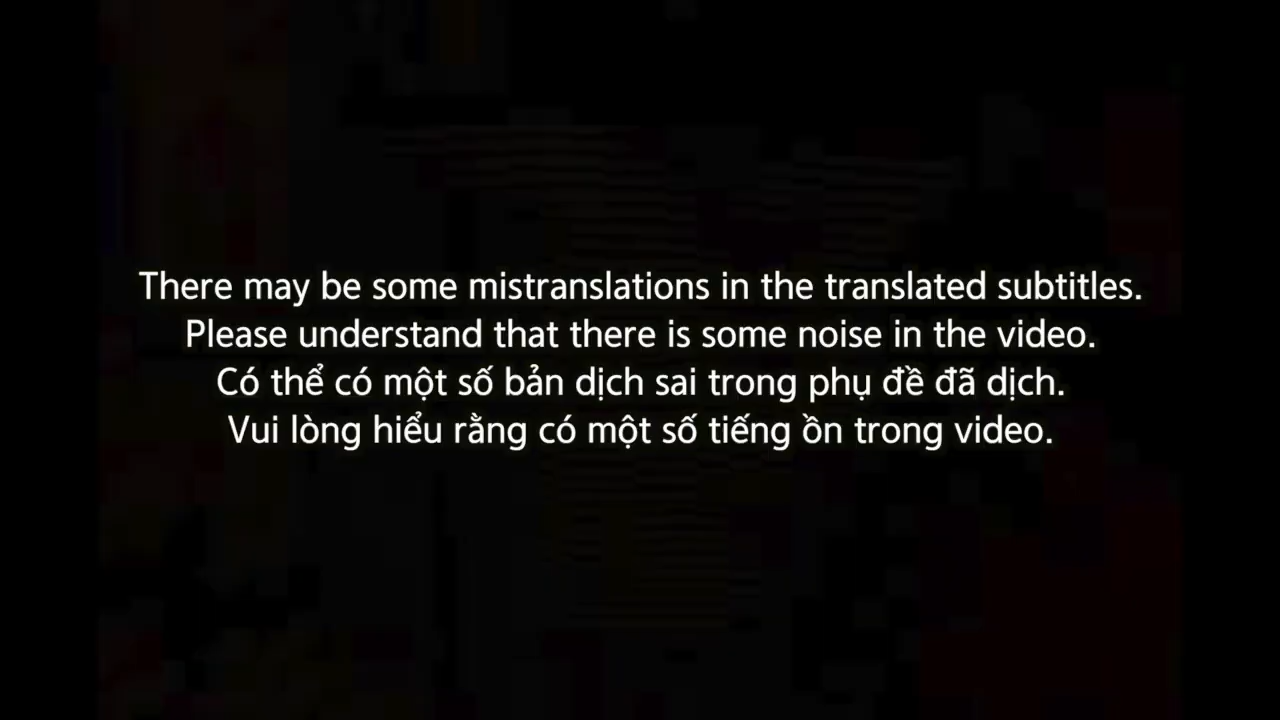 There may be some mistranslations in the translated subtitles.
Please understand that there is some noise in the video.
Có thể có một số bản dịch sai trong phụ đề đã dịch.
Vui lòng hiểu rằng có một số tiếng ồn trong video.